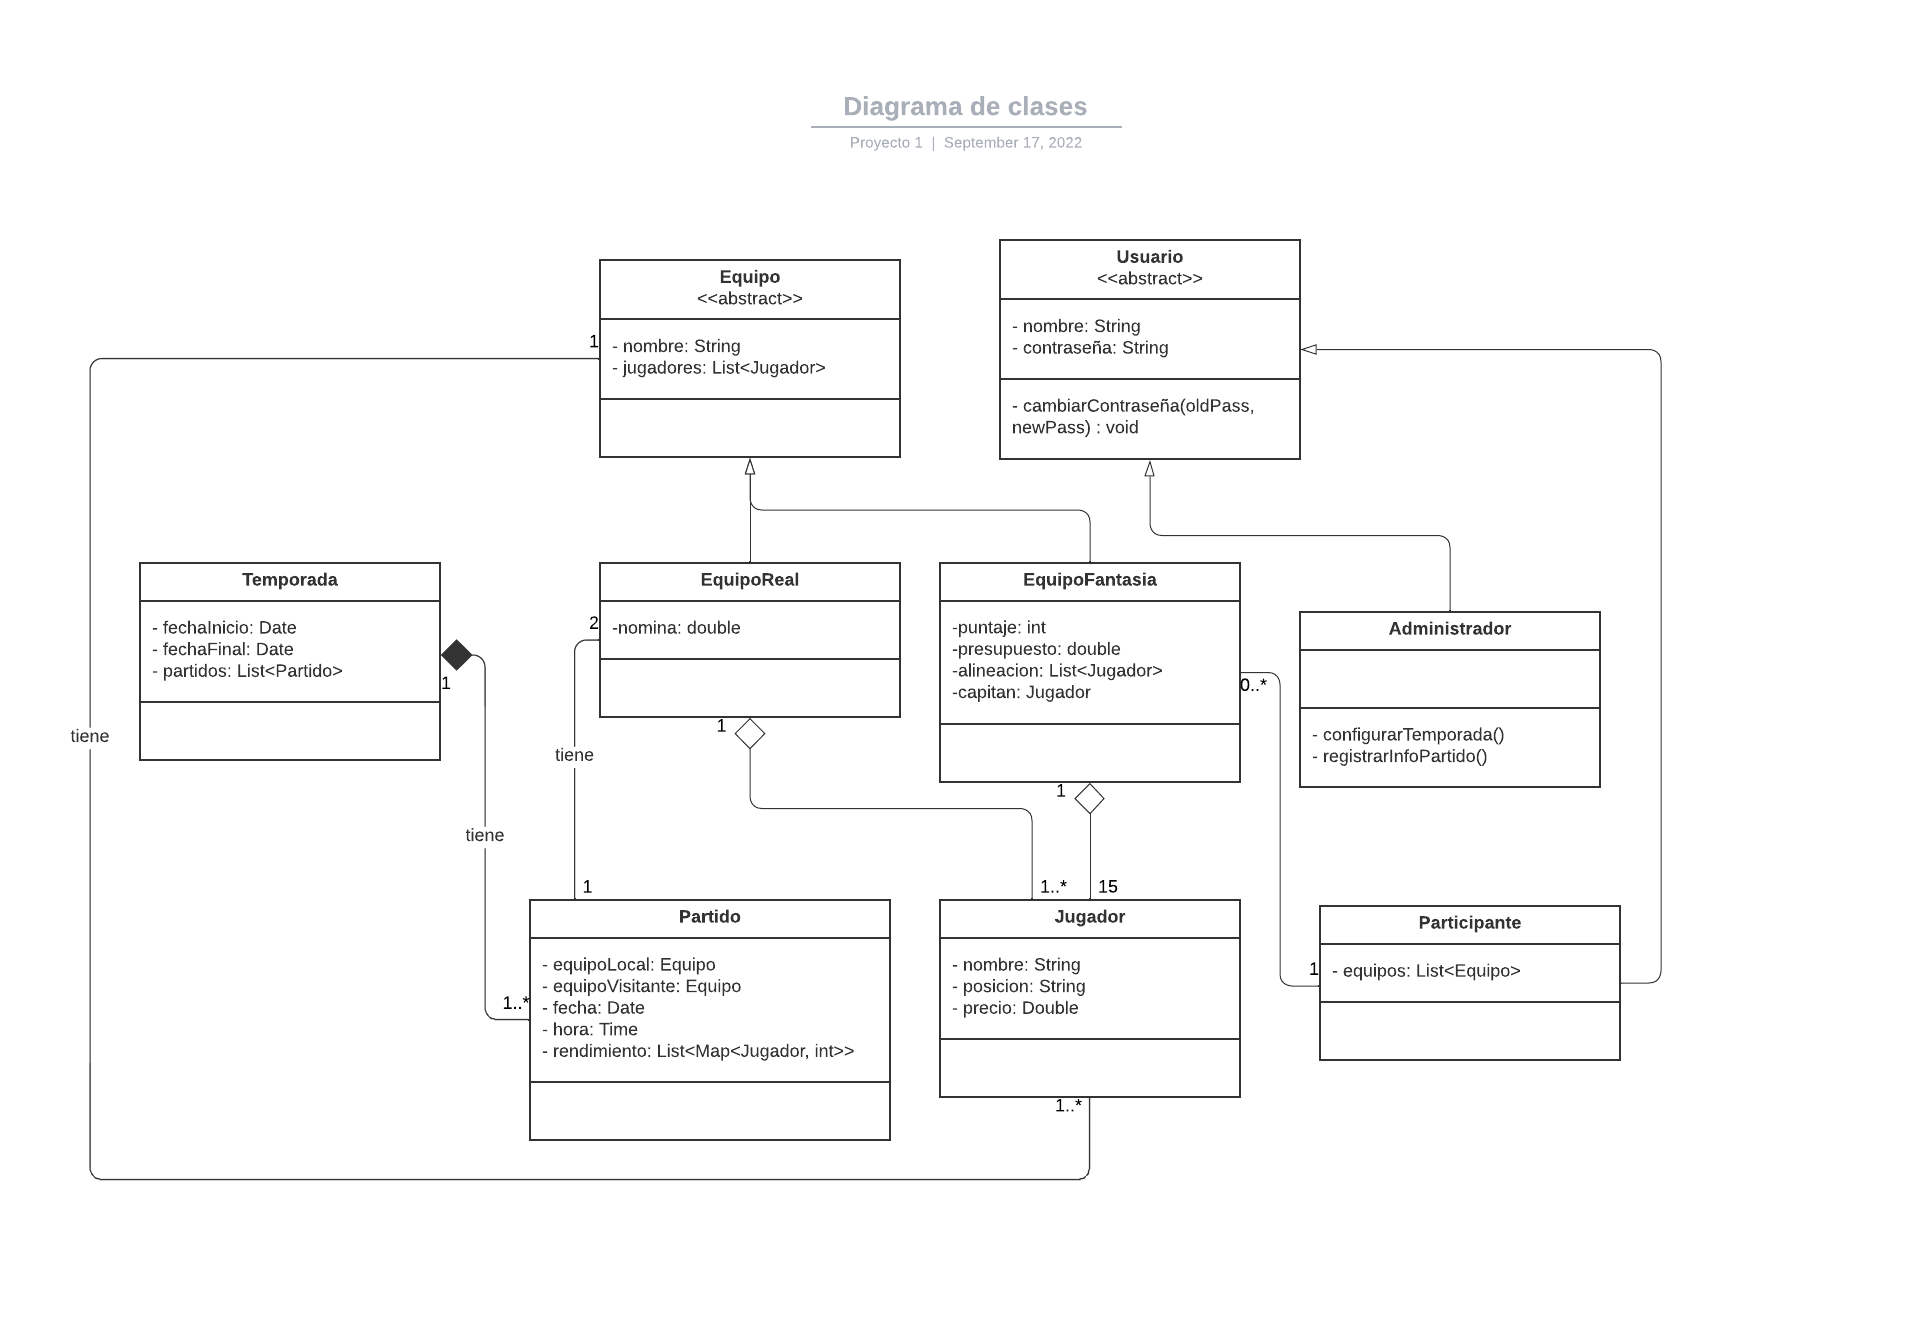 Diagrama de clases
Proyecto 1 | September 17, 2022
Equipo
<<abstract>>
- nombre: String
- jugadores: List<Jugador>
1
Usuario
<<abstract>>
- nombre: String
- contraseña: String
- cambiarContraseña(oldPass,
newPass) : void
Temporada
- fechaInicio: Date
- fechaFinal: Date
- partidos: List<Partido>
1
tiene
EquipoReal
-nomina: double
2
1
tiene
EquipoFantasia
-puntaje: int
-presupuesto: double
-alineacion: List<Jugador>
-capitan: Jugador
0..*
1
Administrador
- configurarTemporada()
- registrarInfoPartido()
tiene
1
1..*
15
Partido
- equipoLocal: Equipo
- equipoVisitante: Equipo
- fecha: Date
- hora: Time
- rendimiento: List<Map<Jugador, int>>
1..*
Jugador
- nombre: String
- posicion: String
- precio: Double
1..*
Participante
- equipos: List<Equipo>
1